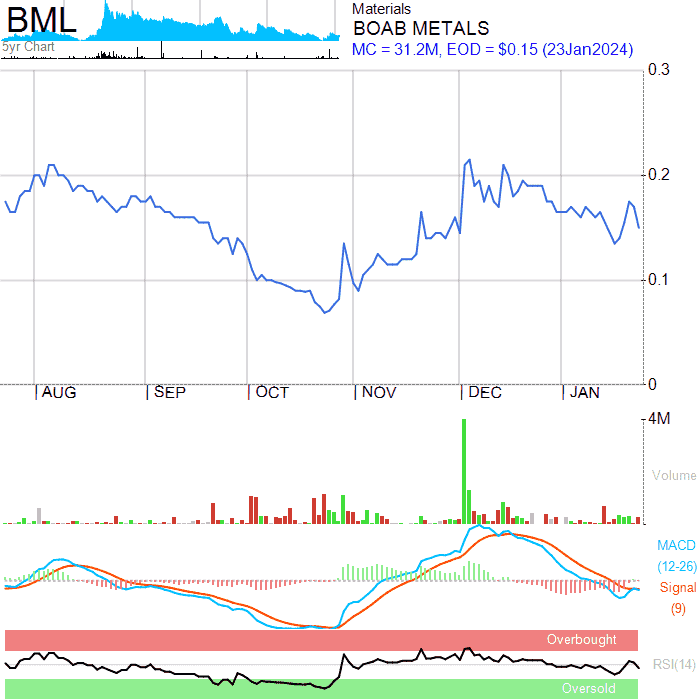 BML
5yr Chart
Materials
BOAB METALS
MC = 31.2M, EOD = $0.15 (23Jan2024)
0.3
0.2
0.1
0
AUG SEP OCT NOV DEC JAN
4M
Volume
MACD
(12-26)
Signal
(9)
Overbought
RSI(14)
Oversold